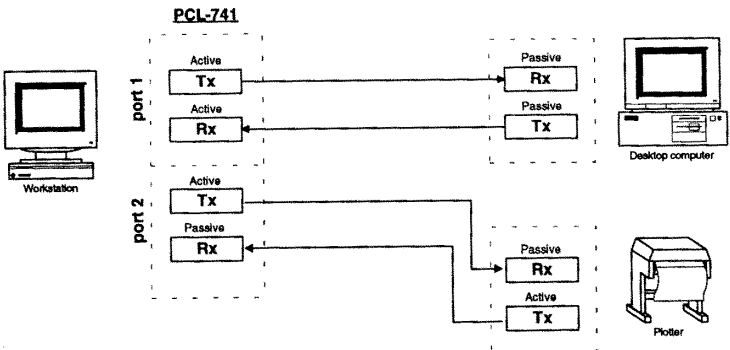 PCL-741
port 1
Active
Tx
Active
Rx
Passive
Rx
Passive
Tx
Workstation
Desktop computer
port 2
Active
Tx
Passive
Rx
Passive
Rx
Active
Tx
Plotter